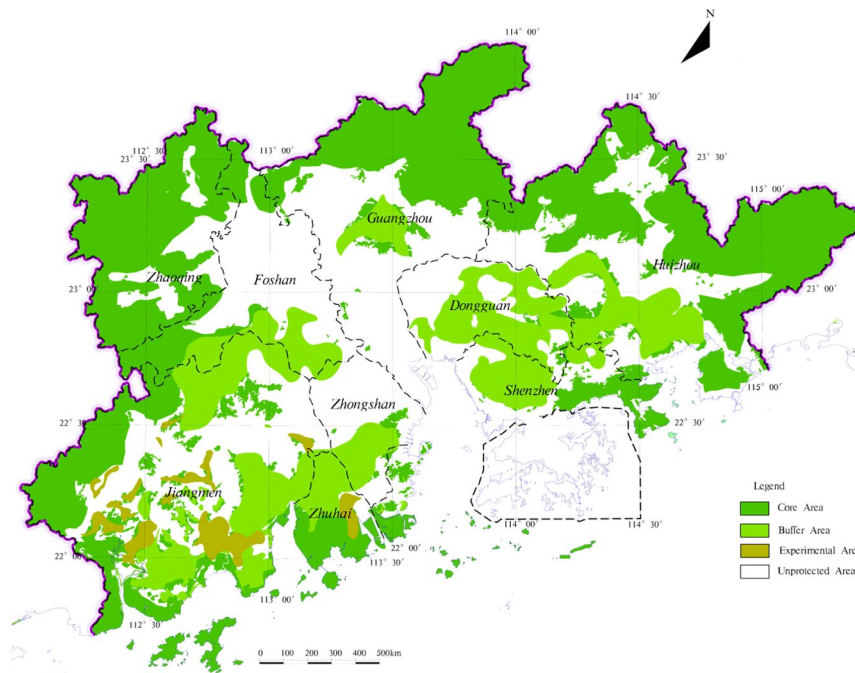 N
114° 00′
114° 30′
112° 30′
113° 00′
23° 30′
23° 30′
115° 00′
Guangzhou
Zhaoqing
Foshan
Huizhou
23° 00′
23° 00′
Dongguan
115° 00′
Shenzhen
Zhongshan
22° 30′
22° 30′
Jiangmen
Zhuhai
114° 00′
114° 30′
22° 00′
22° 00′
113° 30′
113° 00′
112° 30′
Legend
Core Area
Buffer Area
Experimental Area
Unprotected Area
0 100 200 300 400 500km